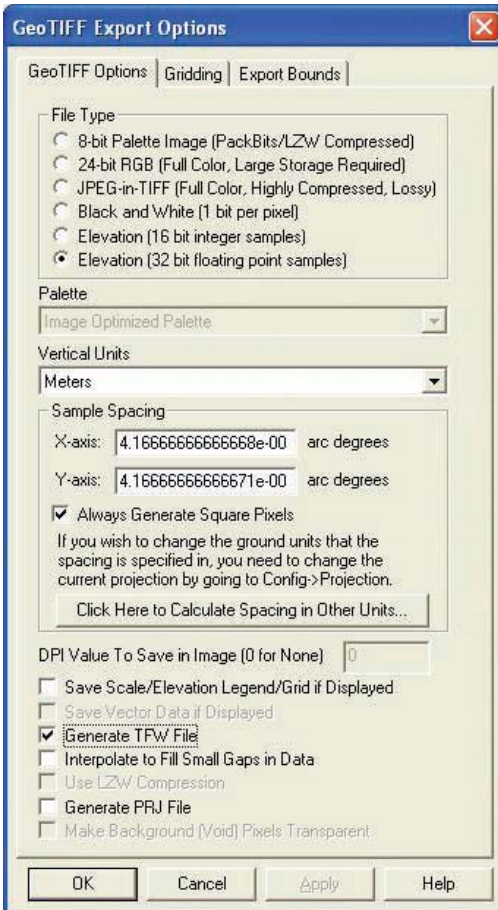 GeoTIFF Export Options
GeoTIFF Options Gridding Export Bounds
File Type
8-bit Palette Image (PackBits/LZW Compressed)
24-bit RGB (Full Color, Large Storage Required)
JPEG-in-TIFF (Full Color, Highly Compressed, Lossy)
Black and White (1 bit per pixel)
Elevation (16 bit integer samples)
Elevation (32 bit floating point samples)
Palette
Image Optimized Palette
Vertical Units
Meters
Sample Spacing
X-axis: 4.16666666666668e-00 arc degrees
Y-axis: 4.16666666666671e-00 arc degrees
Always Generate Square Pixels
If you wish to change the ground units that the
spacing is specified in, you need to change the
current projection by going to Config->Projection.
Click Here to Calculate Spacing in Other Units...
DPI Value To Save in Image (0 for None) 0
Save Scale/Elevation Legend/Grid if Displayed
Save Vector Data if Displayed
Generate TFW File
Interpolate to Fill Small Gaps in Data
Use LZW Compression
Generate PRJ File
Make Background (Void) Pixels Transparent
OK Cancel Apply Help